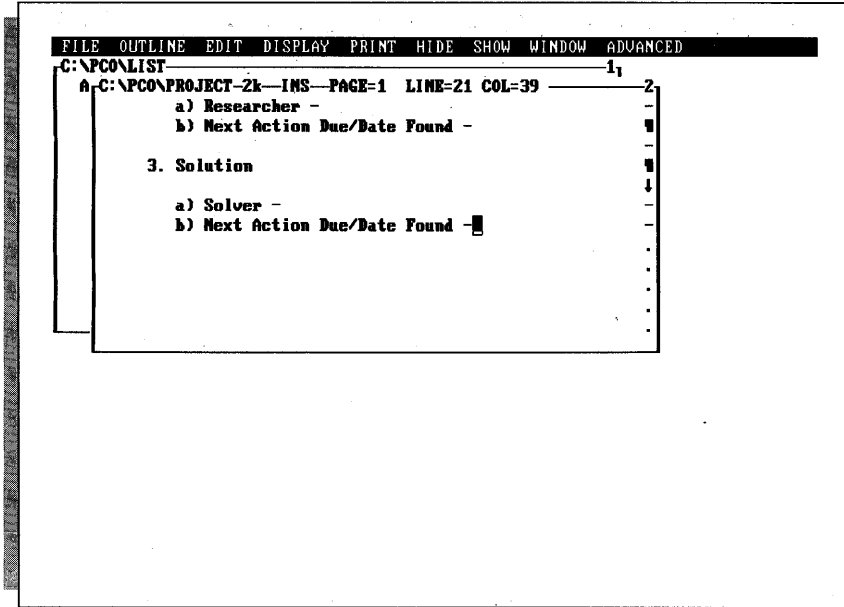 FILE OUTLINE EDIT DISPLAY PRINT HIDE SHOW WINDOW ADVANCED
C:\PCO\LIST 1
A C:\PCO\PROJECT-2k—INS—PAGE=1 LINE=21 COL=39 2
a) Researcher -
b) Next Action Due/Date Found -
3. Solution
a) Solver -
b) Next Action Due/Date Found -